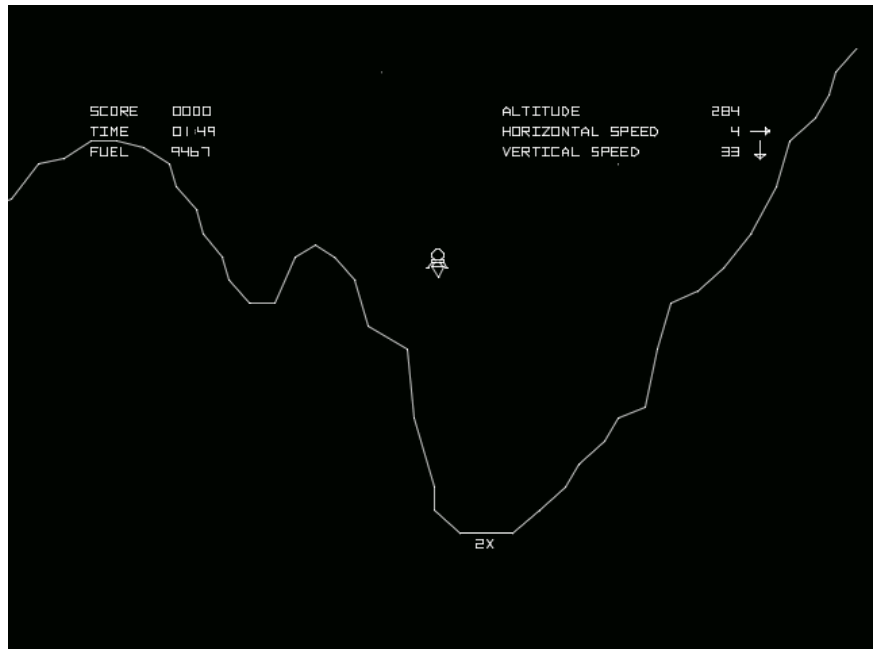 SCORE 0000
TIME 01:49
FUEL 9467
ALTITUDE 284
HORIZONTAL SPEED 4 →
VERTICAL SPEED 33 ↓
2X